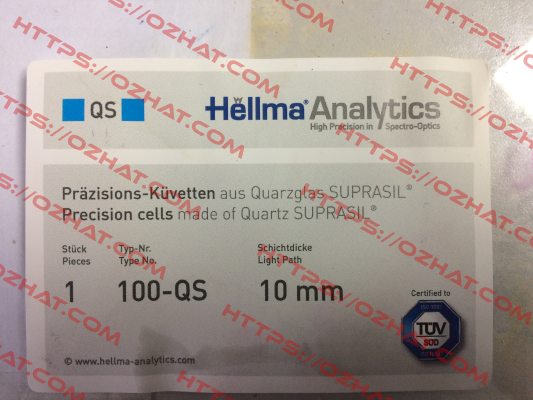 QS
Hellma® Analytics
High Precision in Spectro-Optics
Präzisions-Küvetten aus Quarzglas SUPRASIL®
Precision cells made of Quartz SUPRASIL®
Stück Typ-Nr. Schichtdicke
Pieces Type No. Light Path
1 100-QS 10 mm
Certified to
TÜV
SÜD
© www.hellma-analytics.com
HTTPS://OZHAT.COM